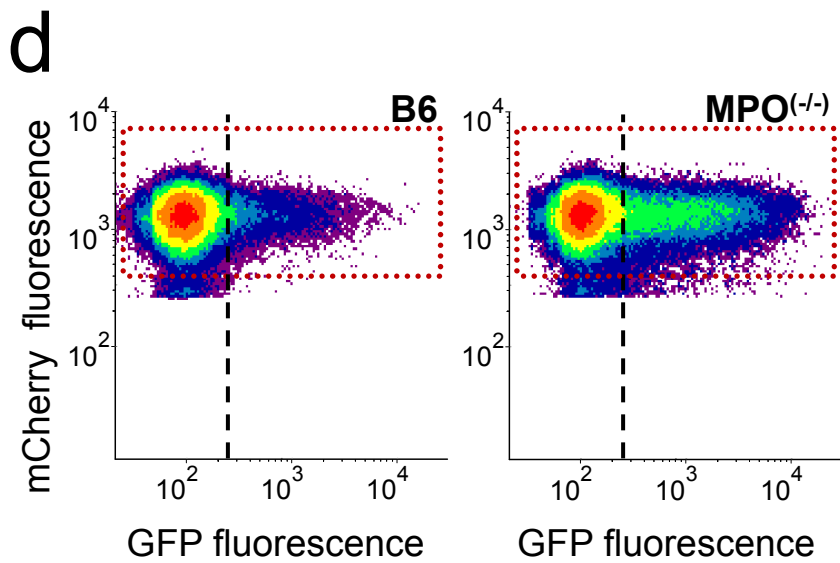 d
B6
MPO(-/-)
mCherry fluorescence
10^4
10^3
10^2
10^4
10^3
10^2
10^2 10^3 10^4
10^2 10^3 10^4
GFP fluorescence
GFP fluorescence